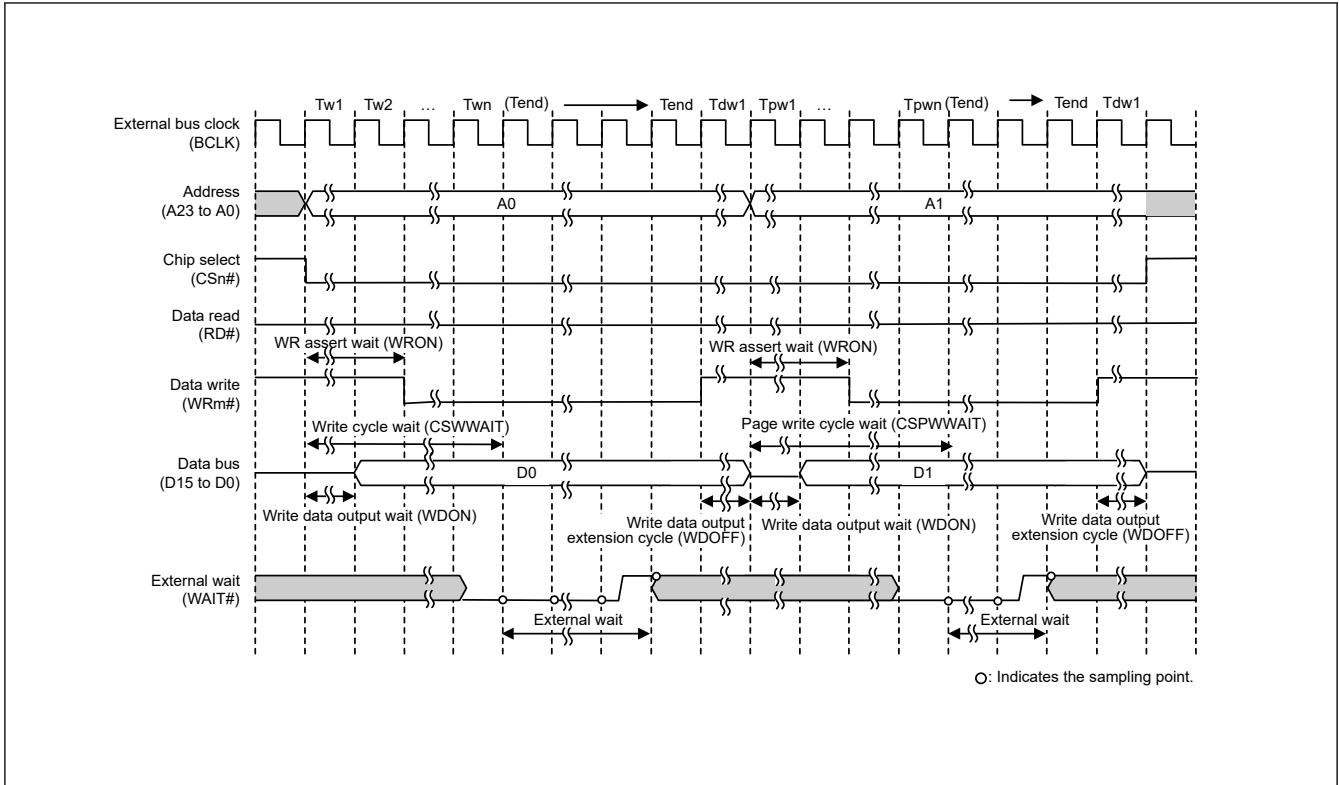 Tw1 Tw2 … Twn (Tend) Tend Tdw1 Tpw1 … Tpwn (Tend) Tend Tdw1
External bus clock
(BCLK)
Address
(A23 to A0)
A0 A1
Chip select
(CSn#)
Data read
(RD#)
WR assert wait (WRON) WR assert wait (WRON)
Data write
(WRm#)
Write cycle wait (CSWWAIT) Page write cycle wait (CSPWWAIT)
Data bus
(D15 to D0)
D0 D1
Write data output wait (WDON)
Write data output
extension cycle (WDOFF)
Write data output wait (WDON)
Write data output
extension cycle (WDOFF)
External wait
(WAIT#)
External wait External wait
: Indicates the sampling point.